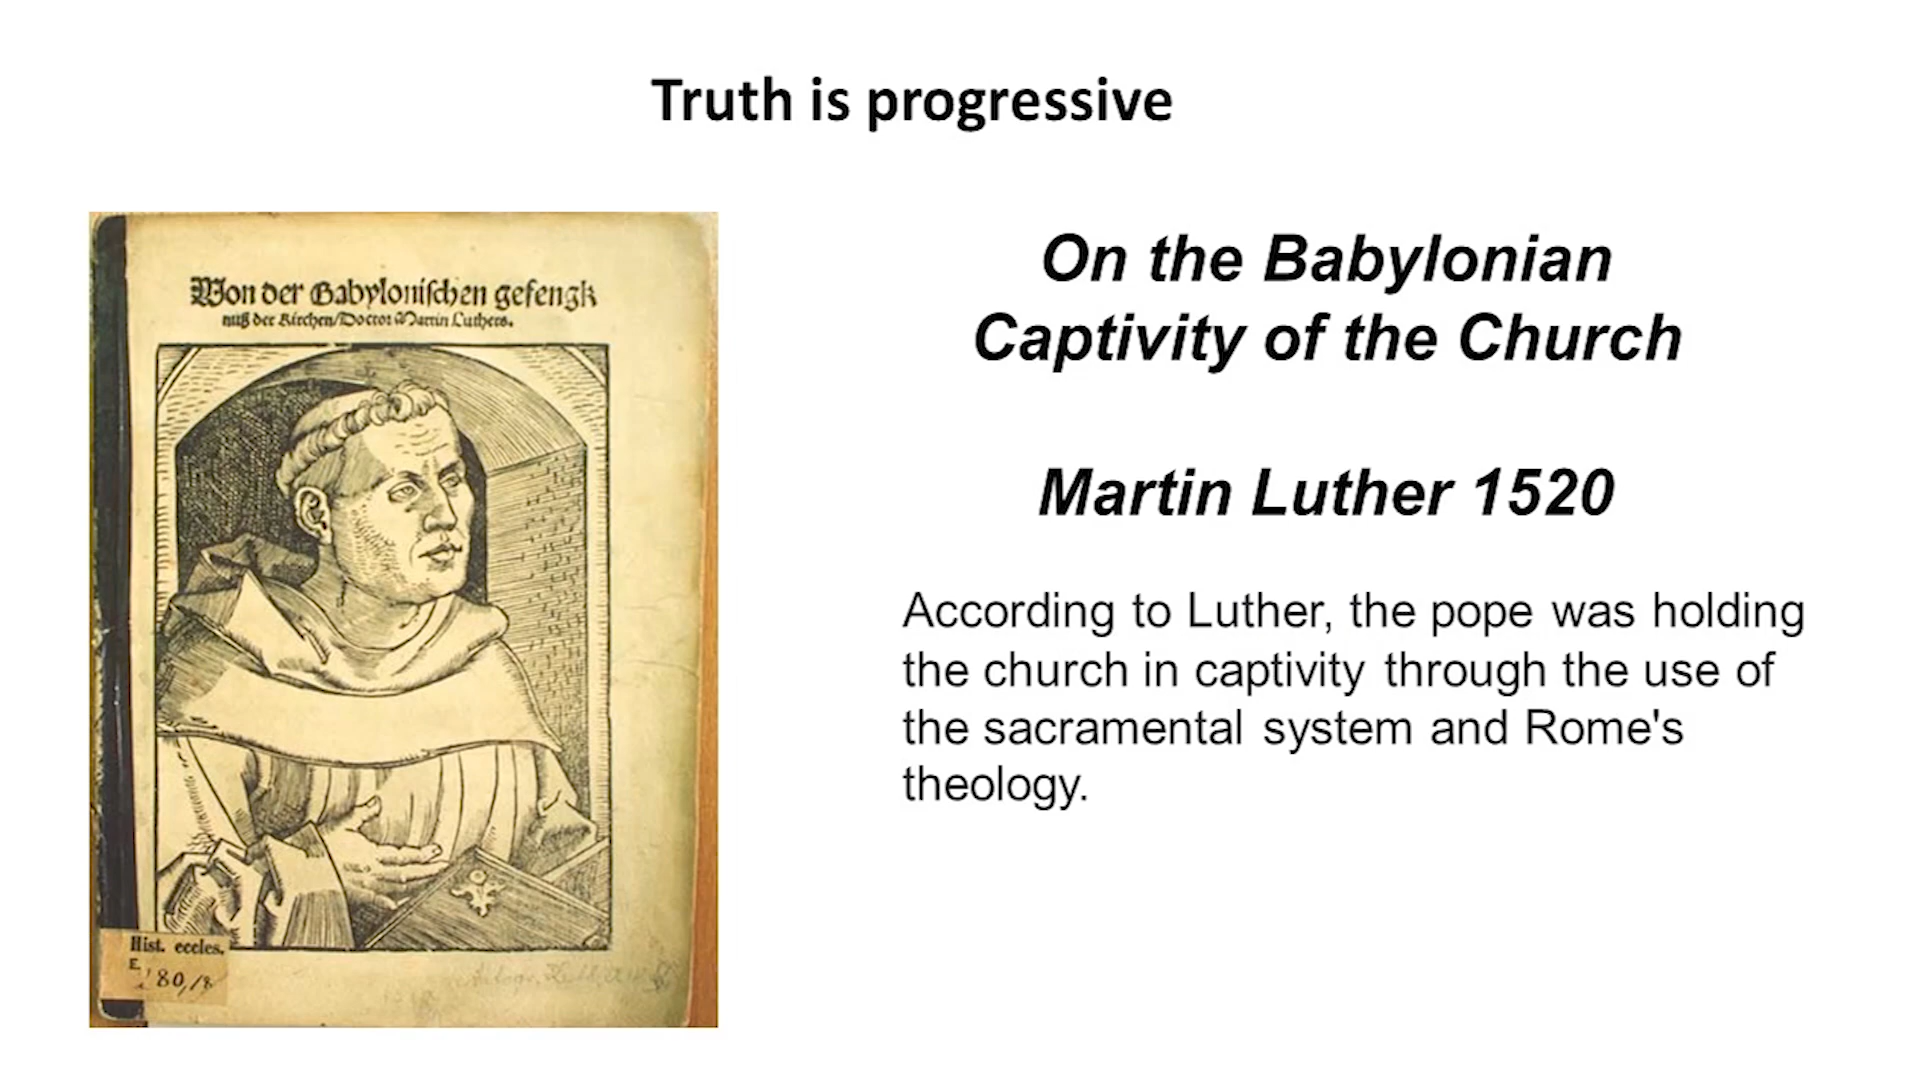 Truth is progressive
Von der Babylonischen gefengk
nuß der Kirchen/Doctor Martin Luthers.
Hist. eccles.
E.
80,18
On the Babylonian
Captivity of the Church
Martin Luther 1520
According to Luther, the pope was holding
the church in captivity through the use of
the sacramental system and Rome's
theology.